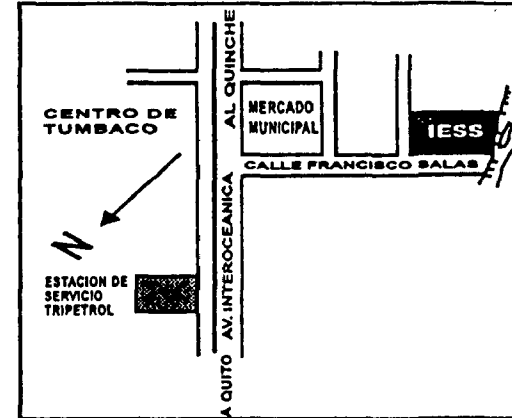 AL QUINCHE
CENTRO DE
TUMBACO
MERCADO
MUNICIPAL
IESS
CALLE FRANCISCO SALAS
N
AV. INTEROCEANICA
ESTACION DE
SERVICIO
TRIPETROL
A QUITO